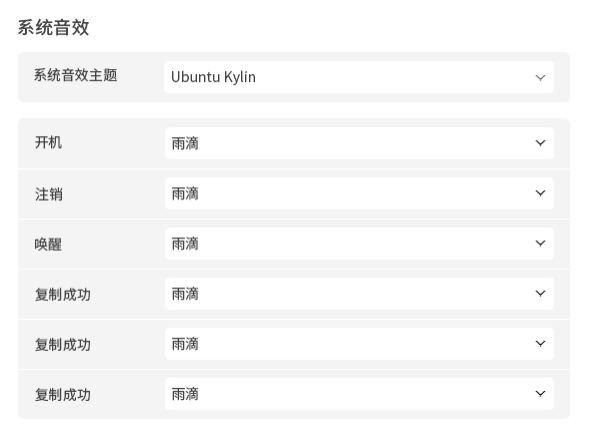 系统音效
系统音效主题 Ubuntu Kylin
开机 雨滴
注销 雨滴
唤醒 雨滴
复制成功 雨滴
复制成功 雨滴
复制成功 雨滴